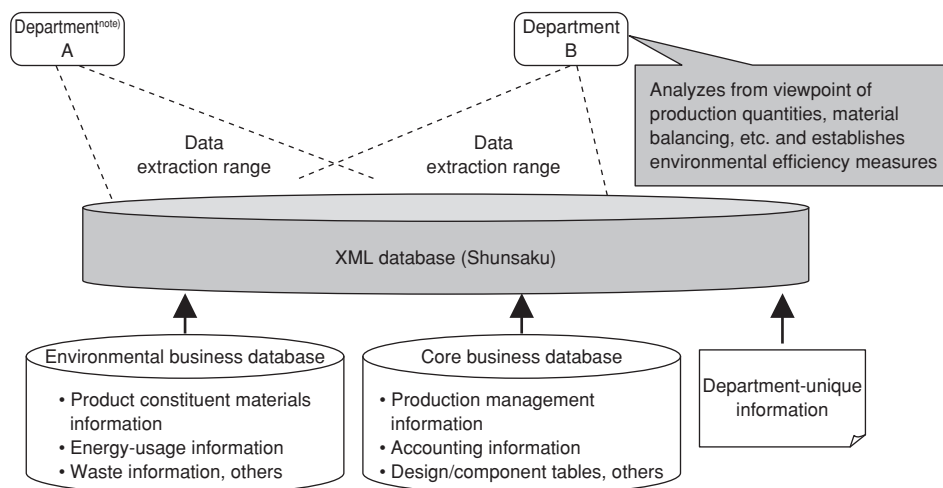 Departmentnote)
A
Department
B
Analyzes from viewpoint of
production quantities, material
balancing, etc. and establishes
environmental efficiency measures
Data
extraction range
Data
extraction range
XML database (Shunsaku)
Environmental business database
• Product constituent materials
information
• Energy-usage information
• Waste information, others
Core business database
• Production management
information
• Accounting information
• Design/component tables, others
Department-unique
information